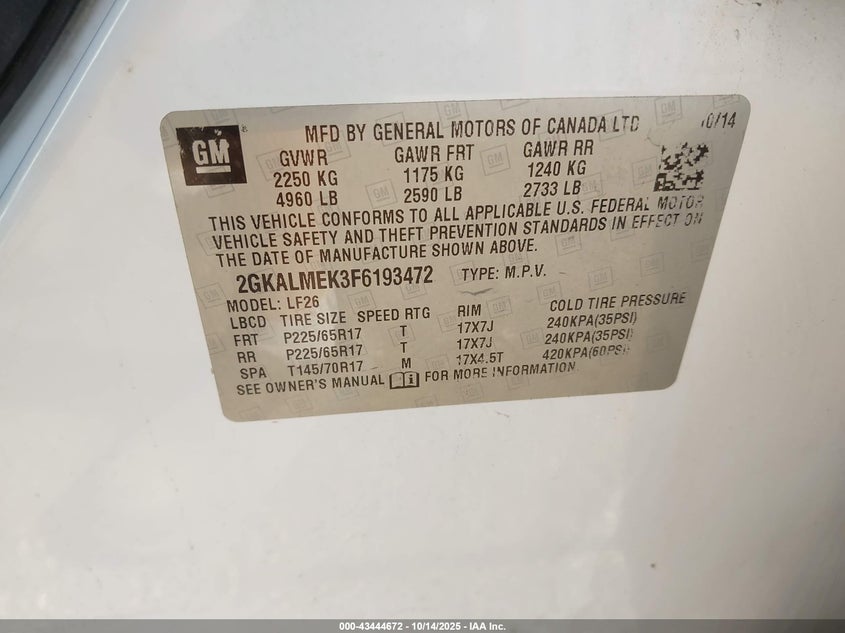 GM
MFD BY GENERAL MOTORS OF CANADA LTD 10/14
GVWR GAWR FRT GAWR RR
2250 KG 1175 KG 1240 KG
4960 LB 2590 LB 2733 LB
THIS VEHICLE CONFORMS TO ALL APPLICABLE U.S. FEDERAL MOTOR
VEHICLE SAFETY AND THEFT PREVENTION STANDARDS IN EFFECT ON
THE DATE OF MANUFACTURE SHOWN ABOVE.
2GKALMEK3F6193472 TYPE: M.P.V.
MODEL: LF26
LBCD TIRE SIZE SPEED RTG RIM COLD TIRE PRESSURE
FRT P225/65R17 T 17X7J 240KPA(35PSI)
RR P225/65R17 T 17X7J 240KPA(35PSI)
SPA T145/70R17 M 17X4.5T 420KPA(60PSI)
SEE OWNER'S MANUAL FOR MORE INFORMATION
000-43444672 - 10/14/2025 - IAA Inc.